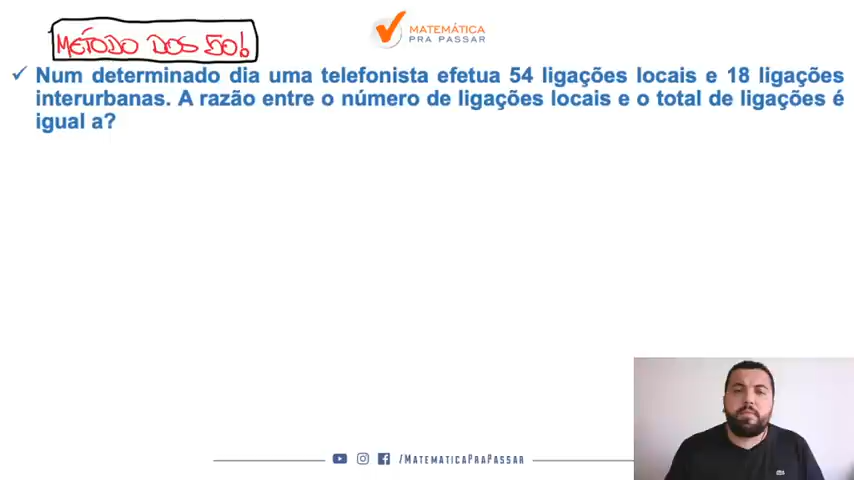 MÉTODO DOS 50!
MATEMÁTICA
PRA PASSAR
Num determinado dia uma telefonista efetua 54 ligações locais e 18 ligações
interurbanas. A razão entre o número de ligações locais e o total de ligações é
igual a?
/MATEMATICAPRAPASSAR